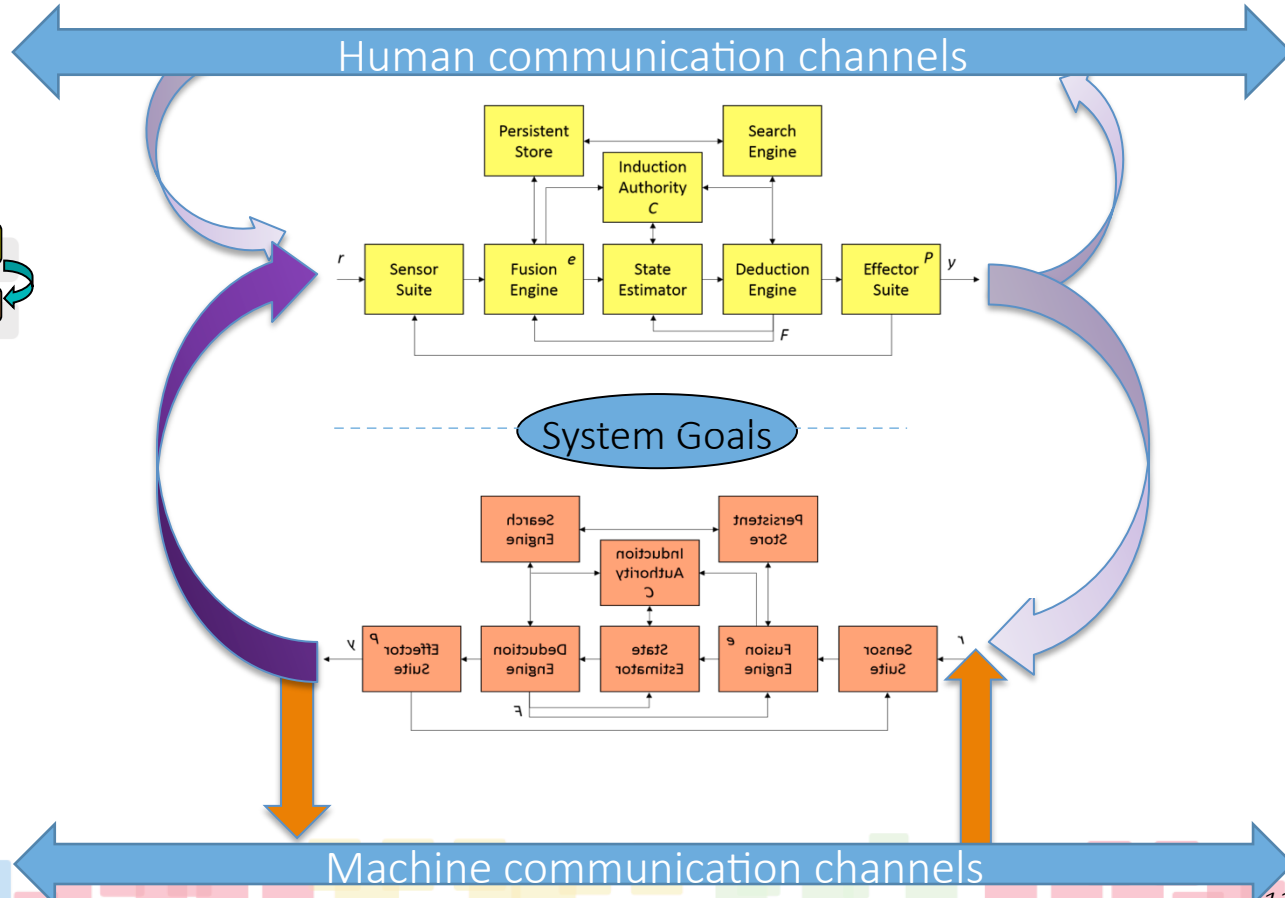 Human communication channels
Persistent
Store
Search
Engine
Induction
Authority
C
r
Sensor
Suite
Fusion
Engine
e
State
Estimator
Deduction
Engine
Effector
Suite
P
y
F
System Goals
Search
Engine
Persistent
Store
Induction
Authority
C
y
Effector
Suite
P
Deduction
Engine
State
Estimator
Fusion
Engine
e
Sensor
Suite
r
F
Machine communication channels